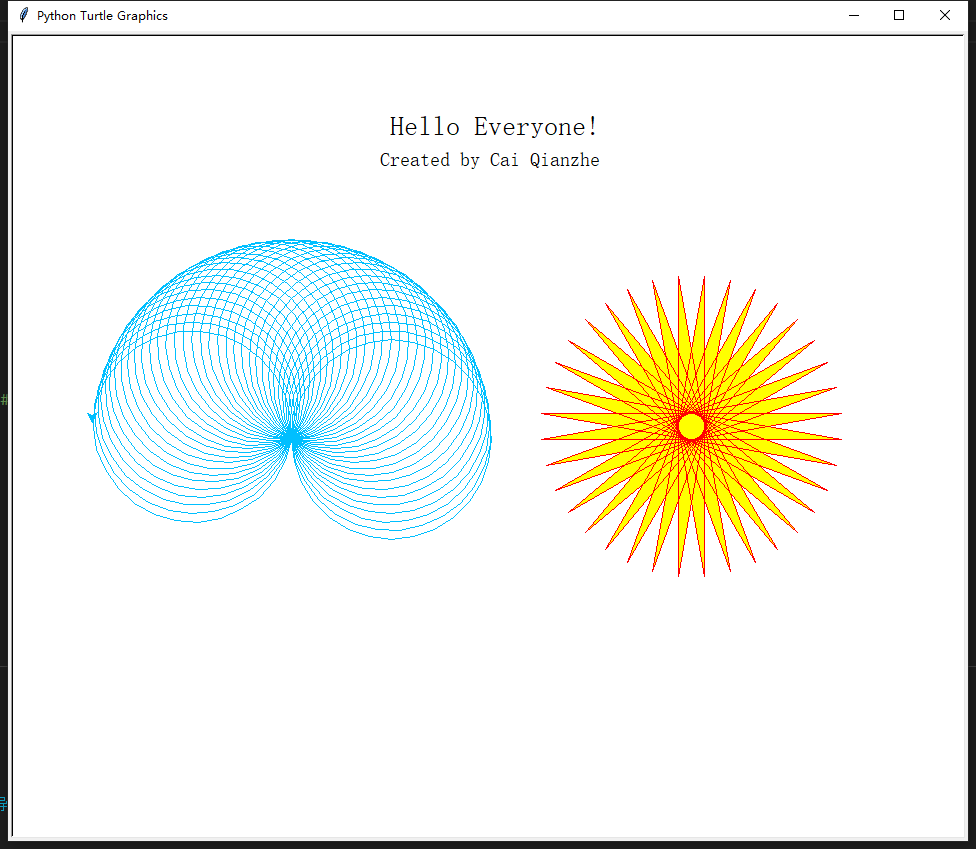 Python Turtle Graphics
Hello Everyone!
Created by Cai Qianzhe
#